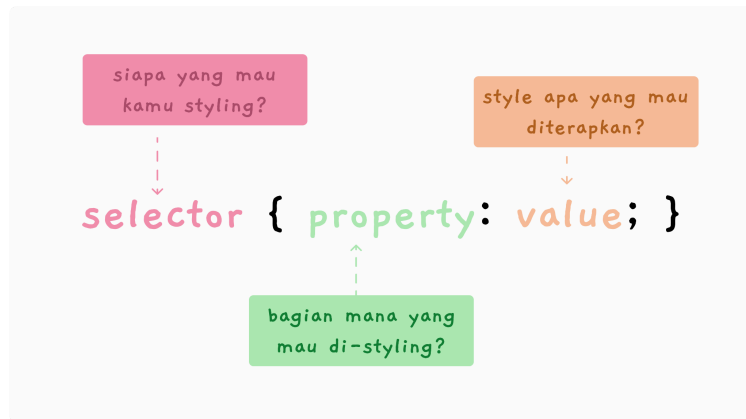 siapa yang mau
kamu styling?
style apa yang mau
diterapkan?
selector { property: value; }
bagian mana yang
mau di-styling?